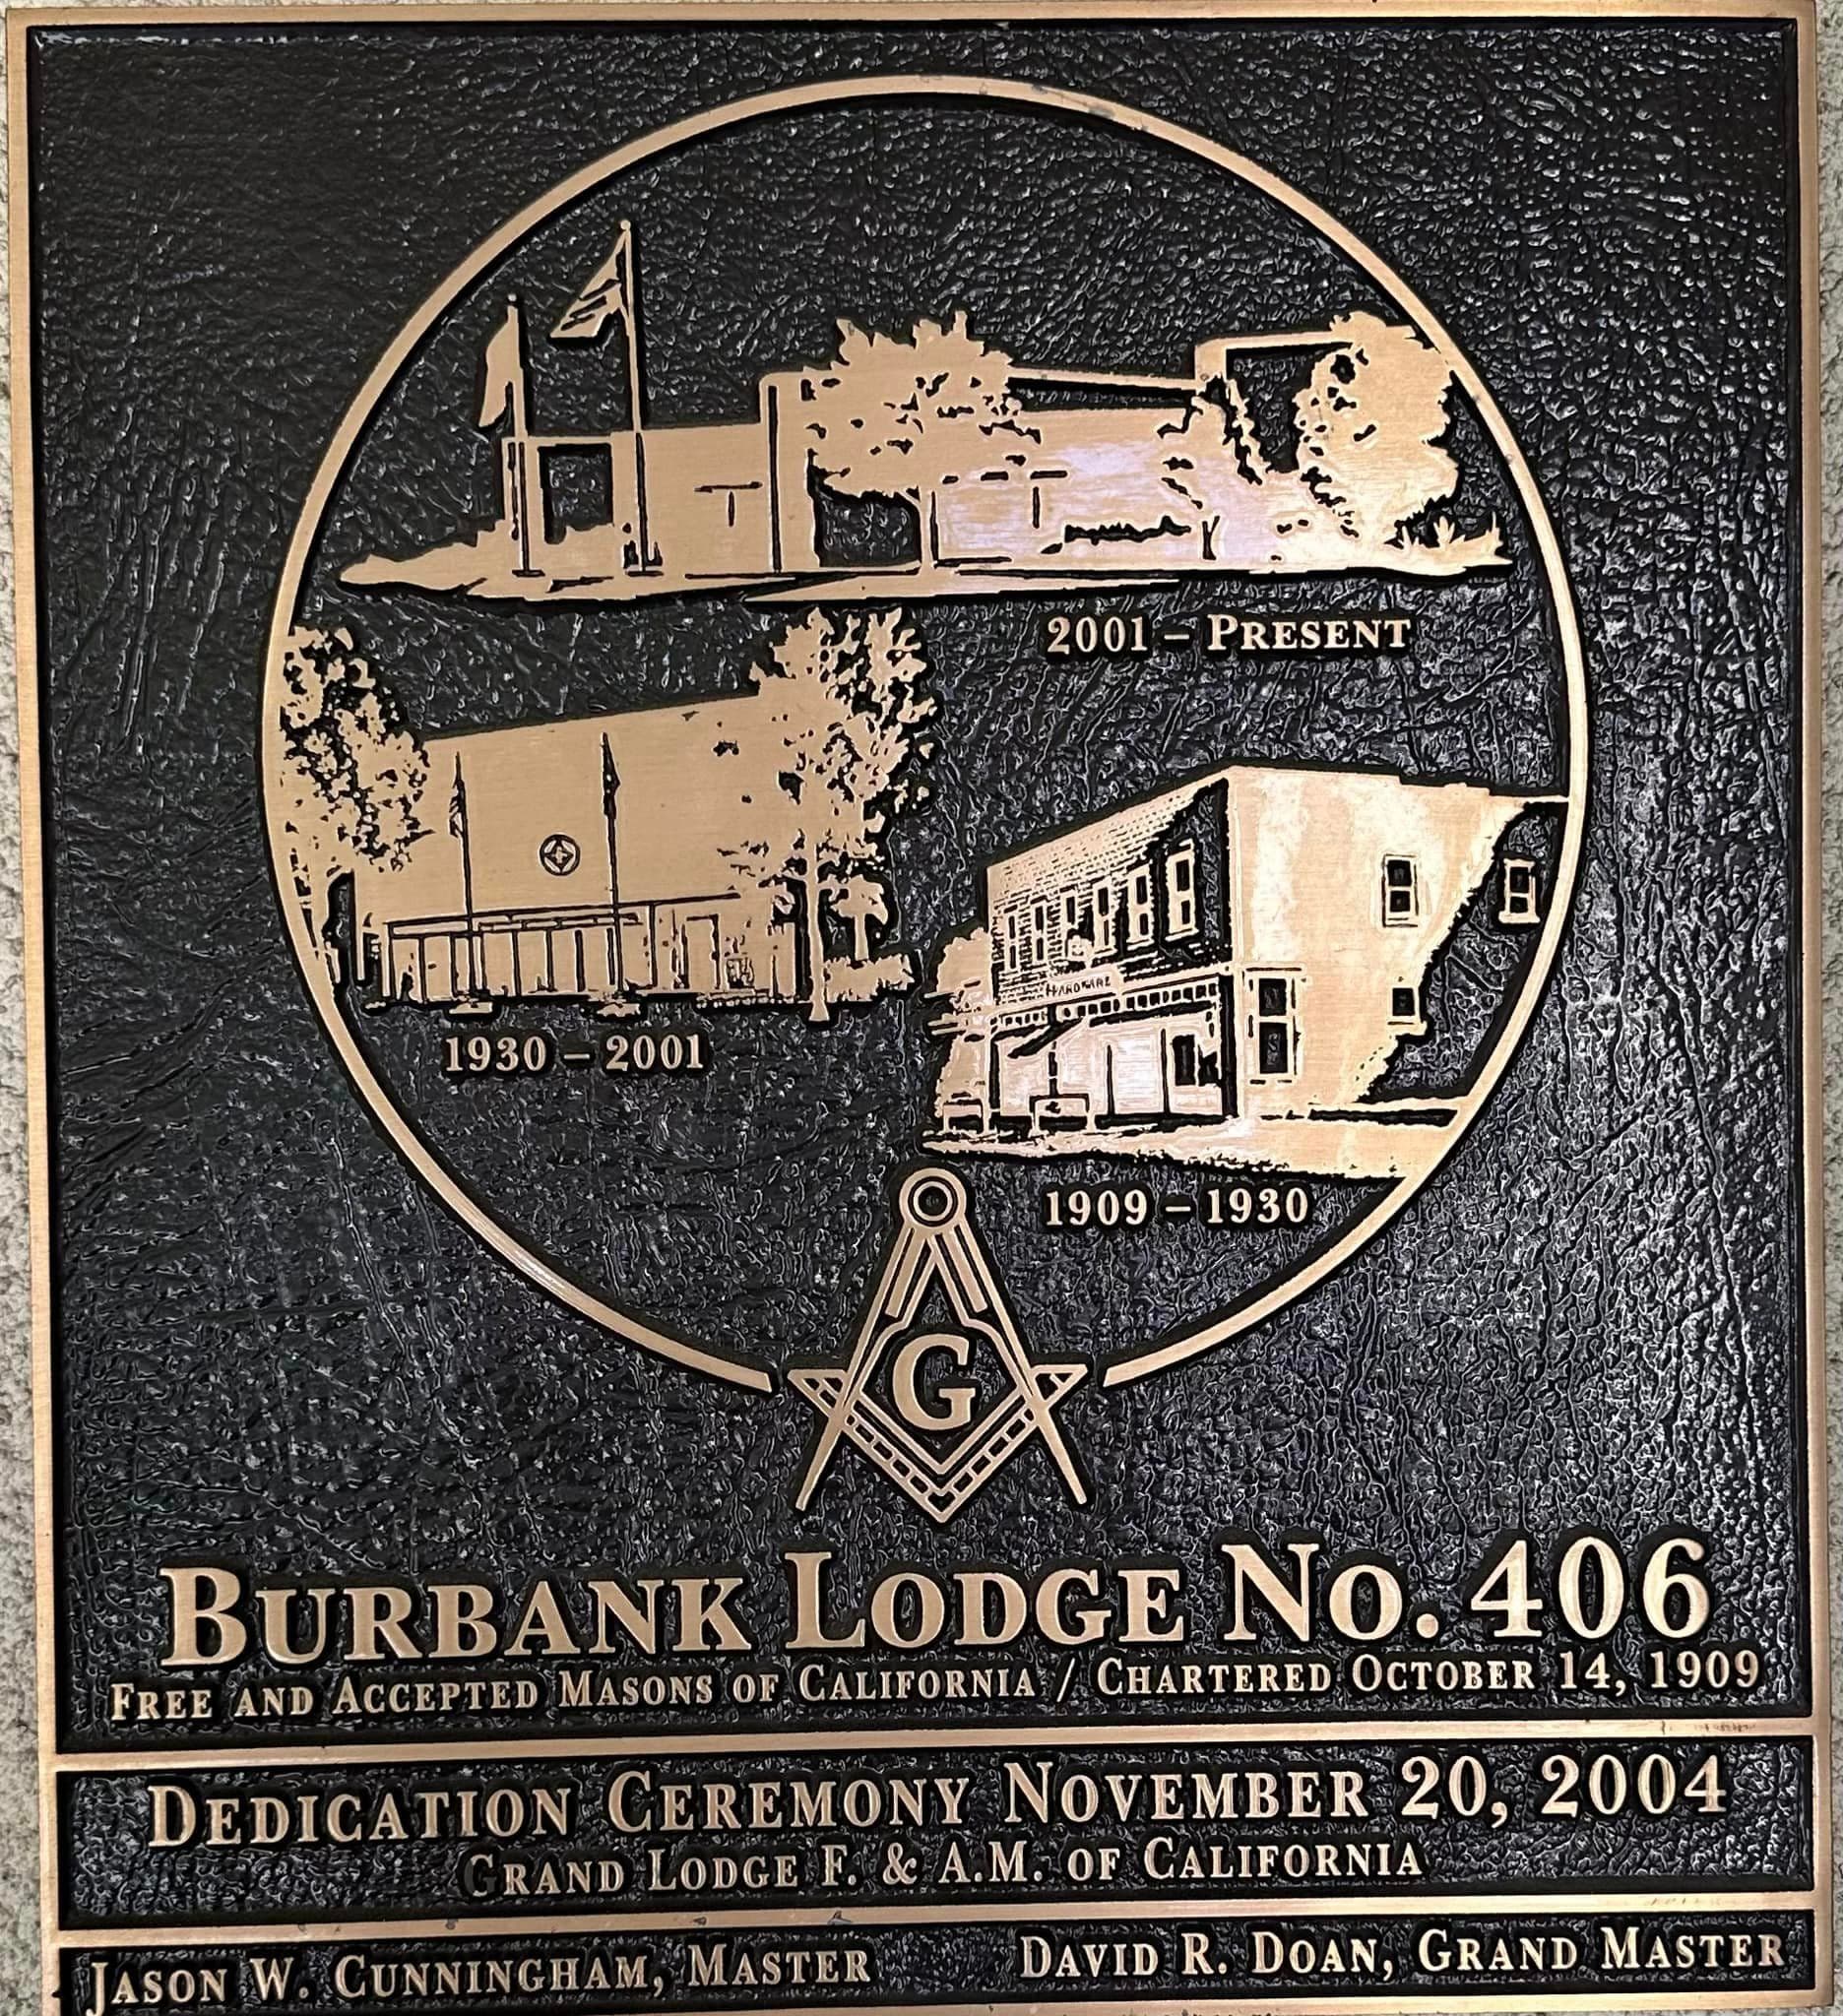 2001 – PRESENT
HARDWARE
1930 – 2001
1909 – 1930
G
BURBANK LODGE NO. 406
FREE AND ACCEPTED MASONS OF CALIFORNIA / CHARTERED OCTOBER 14, 1909
DEDICATION CEREMONY NOVEMBER 20, 2004
GRAND LODGE F. & A.M. OF CALIFORNIA
JASON W. CUNNINGHAM, MASTER DAVID R. DOAN, GRAND MASTER